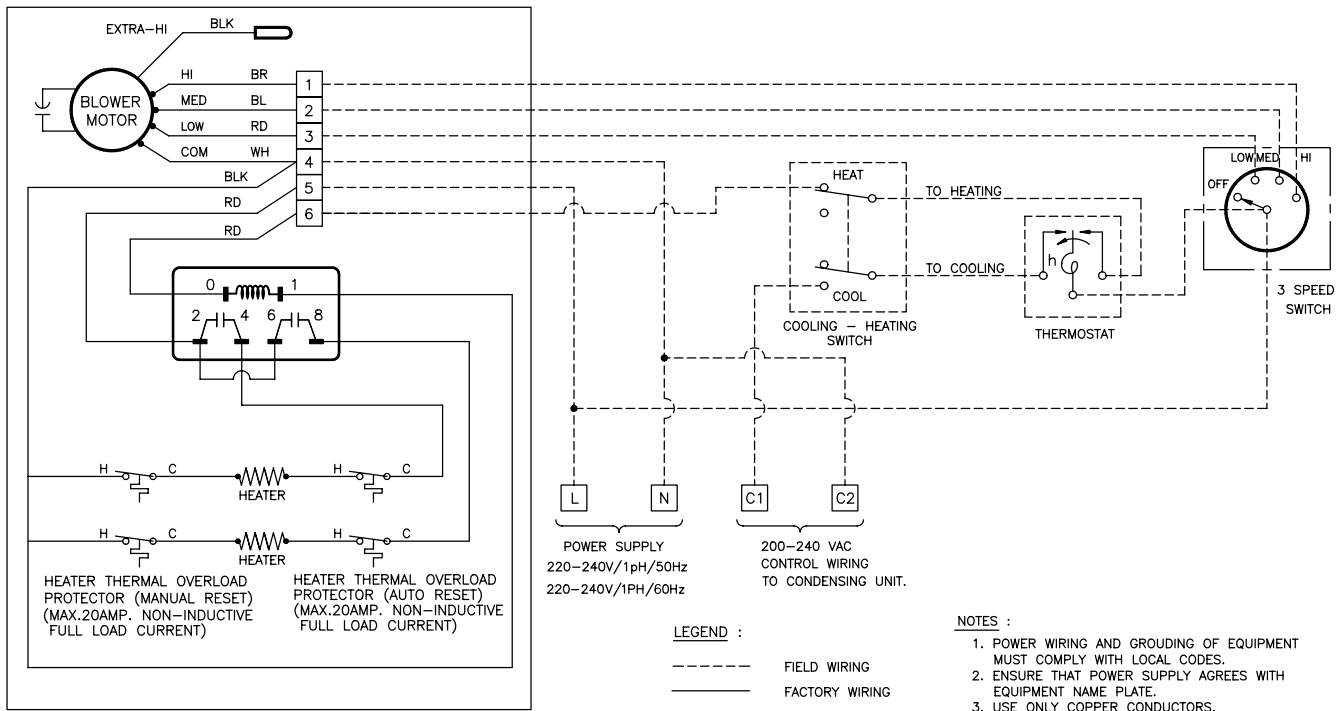 EXTRA-HI BLK
BLOWER
MOTOR
HI BR 1
MED BL 2
LOW RD 3
COM WH 4
BLK
RD 5
RD 6
0 1
2 4 6 8
H C HEATER H C
H C HEATER H C
HEATER THERMAL OVERLOAD
PROTECTOR (MANUAL RESET)
(MAX.20AMP. NON-INDUCTIVE
FULL LOAD CURRENT)
HEATER THERMAL OVERLOAD
PROTECTOR (AUTO RESET)
(MAX.20AMP. NON-INDUCTIVE
FULL LOAD CURRENT)
HEAT
COOL
COOLING - HEATING
SWITCH
TO HEATING
TO COOLING
h
THERMOSTAT
LOW MED HI
OFF
3 SPEED
SWITCH
L N C1 C2
POWER SUPPLY
220-240V/1pH/50Hz
220-240V/1PH/60Hz
200-240 VAC
CONTROL WIRING
TO CONDENSING UNIT.
LEGEND :
FIELD WIRING
FACTORY WIRING
NOTES :
1. POWER WIRING AND GROUDING OF EQUIPMENT
MUST COMPLY WITH LOCAL CODES.
2. ENSURE THAT POWER SUPPLY AGREES WITH
EQUIPMENT NAME PLATE.
3. USE ONLY COPPER CONDUCTORS.